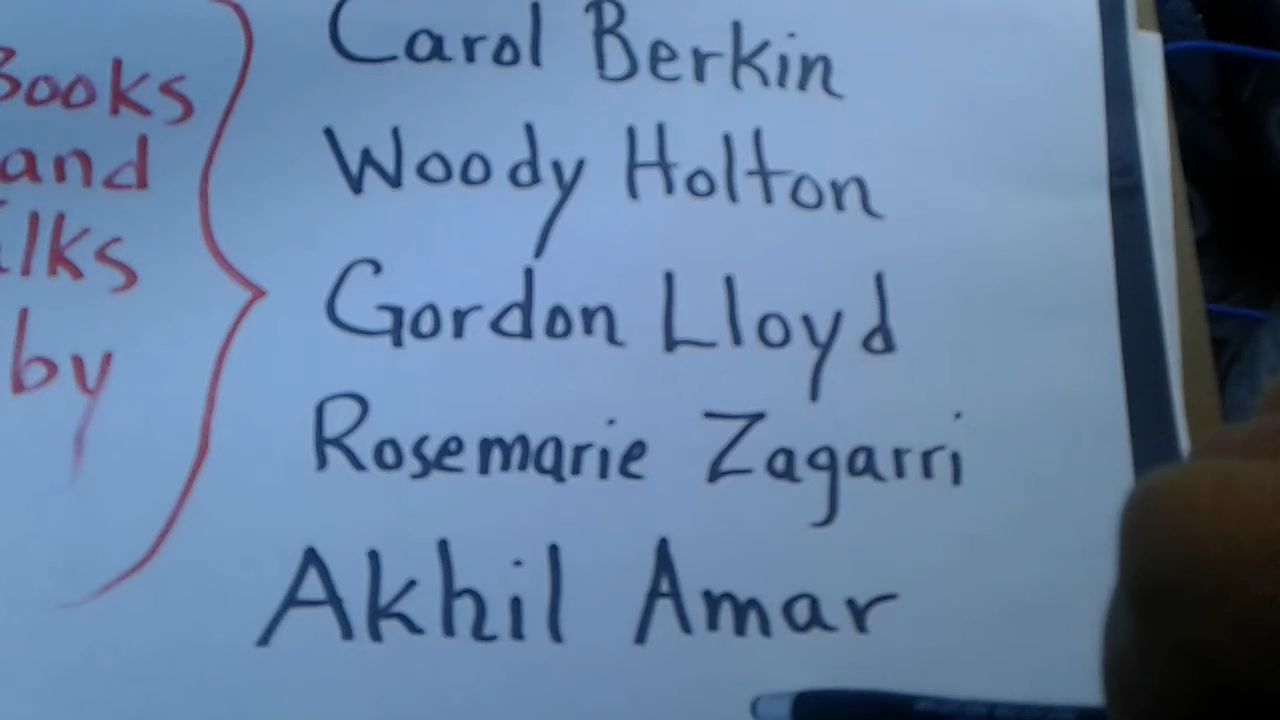 Carol Berkin
Books
and
by
Woody Holton
Gordon Lloyd
Rosemarie Zagarri
Akhil Amar